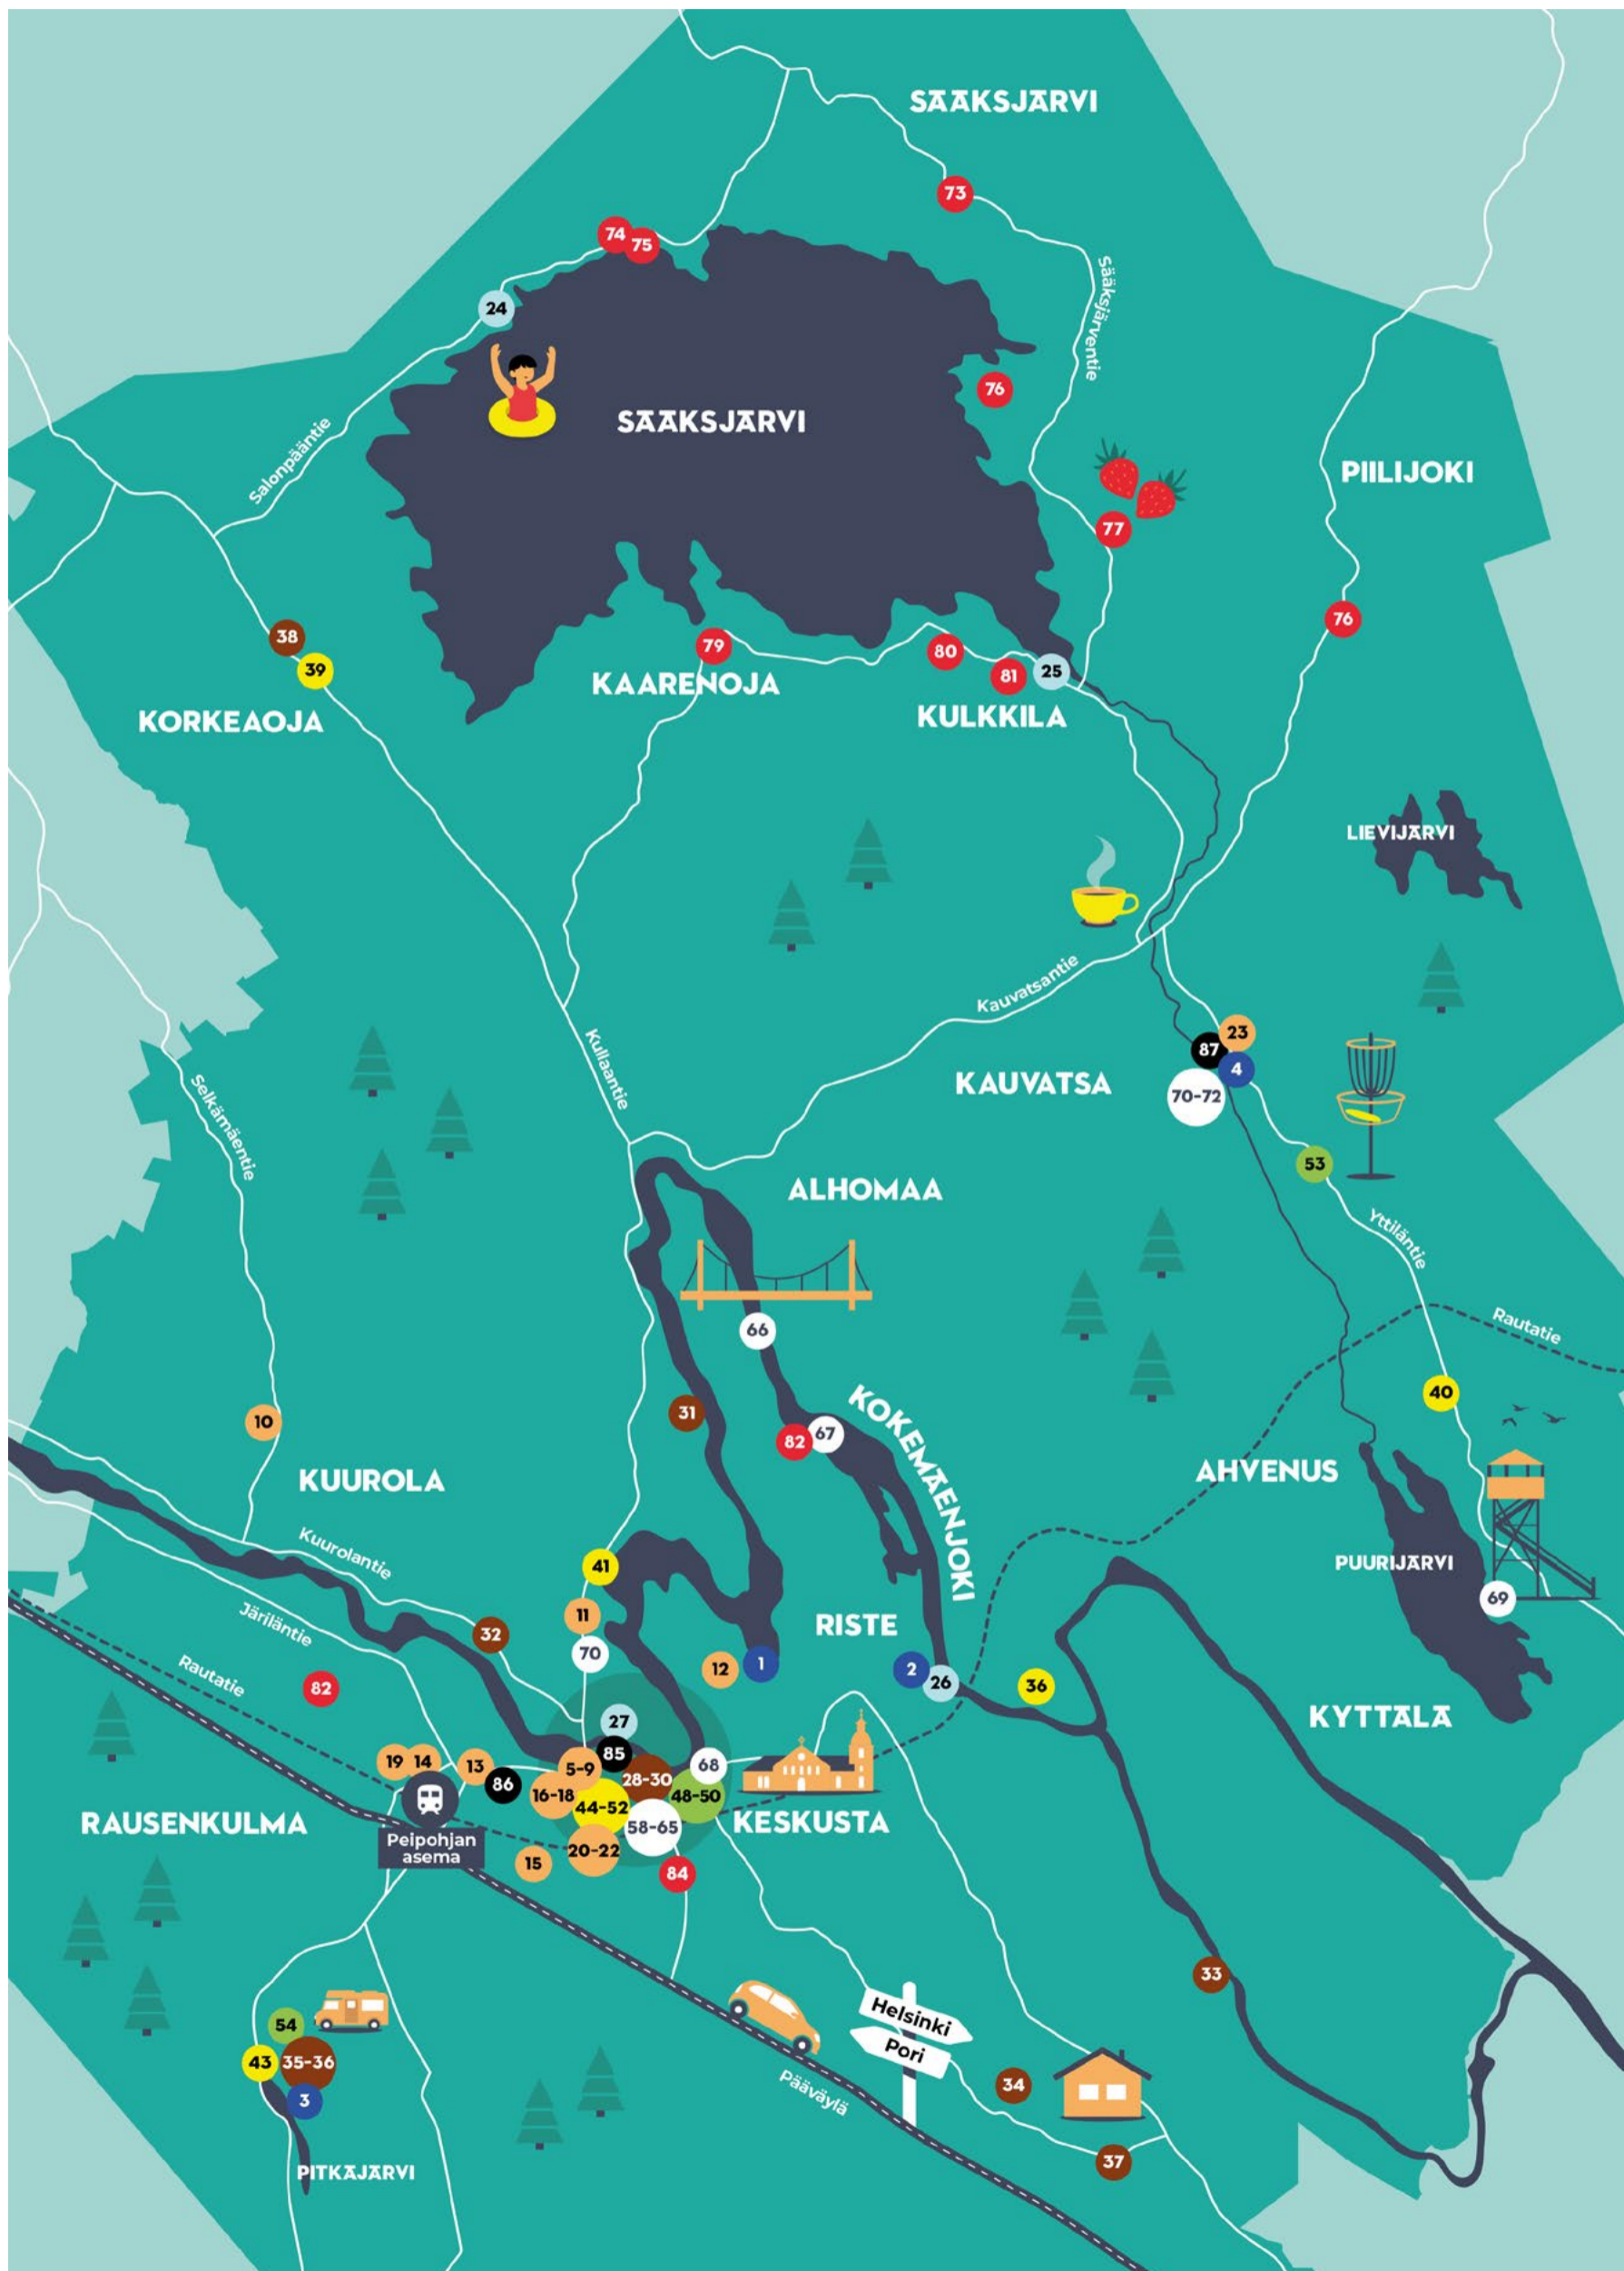 SÄÄKSJÄRVI
73
74
75
Sääksjärventie
24
76
SÄÄKSJÄRVI
Salonpääntie
PIILIJOKI
77
76
38
39
79
80
81
25
KAARENOJA
KORKEAOJA
KULKKILA
LIEVIJÄRVI
Kauvatsantie
Kullaantie
23
87
4
KAUVATSA
70-72
Selkämäentie
53
ALHOMAA
Yttiläntie
66
Rautatie
40
31
10
82
67
KOKEMÄENJOKI
AHVENUS
KUUROLA
Kuurolantie
PUURIJÄRVI
41
69
Järiläntie
11
32
RISTE
70
12
1
2
26
36
Rautatie
82
KYTTÄLÄ
27
85
19
14
13
5-9
68
86
28-30
16-18
44-52
48-50
RAUSENKULMA
58-65
KESKUSTA
Peipohjan
asema
20-22
15
84
33
Helsinki
Pori
54
43
35-36
3
Pääväylä
34
37
PITKÄJÄRVI